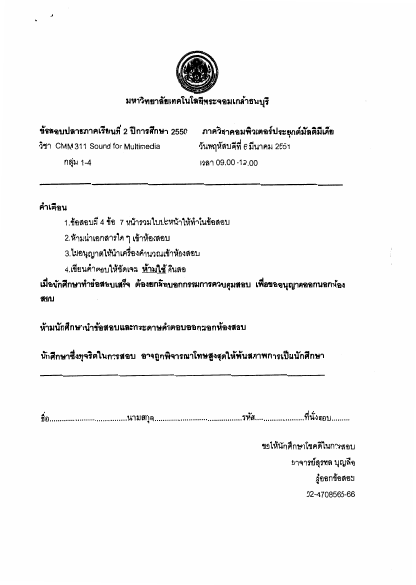 มหาวิทยาลัยเทคโนโลยีพระจอมเกล้าธนบุรี
ข้อสอบปลายภาคเรียนที่ 2 ปีการศึกษา 2550 ภาควิชาคอมพิวเตอร์ประยุกต์มัลติมีเดีย
วิชา CMM 311 Sound for Multimedia วันพฤหัสบดีที่ 6 มีนาคม 2551
กลุ่ม 1-4 เวลา 09.00 -12.00
คำเตือน
1.ข้อสอบมี 4 ข้อ 7 หน้ารวมใบปะหน้าให้ทำในข้อสอบ
2.ห้ามนำเอกสารใด ๆ เข้าห้องสอบ
3.ไม่อนุญาตให้นำเครื่องคำนวณเข้าห้องสอบ
4.เขียนคำตอบให้ชัดเจน ห้ามใช้ ดินสอ
เมื่อนักศึกษาทำข้อสอบเสร็จ ต้องยกมือบอกกรรมการควบคุมสอบ เพื่อขออนุญาตออกนอกห้อง
สอบ
ห้ามนักศึกษานำข้อสอบและกระดาษคำตอบออกนอกห้องสอบ
นักศึกษาซึ่งทุจริตในการสอบ อาจถูกพิจารณาโทษสูงสุดให้พ้นสภาพการเป็นนักศึกษา
ชื่อ..............................นามสกุล..............................รหัส....................ที่นั่งสอบ........
ขอให้นักศึกษาโชคดีในการสอบ
อาจารย์สุรพล บุญลือ
ผู้ออกข้อสอบ
02-4708565-66